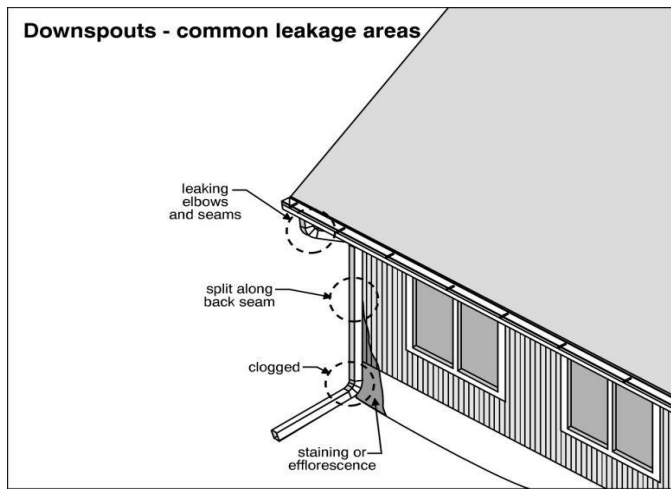 Downspouts - common leakage areas
leaking
elbows
and seams
split along
back seam
clogged
staining or
efflorescence